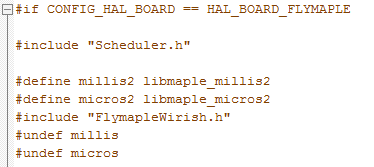 #if CONFIG_HAL_BOARD == HAL_BOARD_FLYMAPLE
#include "Scheduler.h"
#define millis2 libmaple_millis2
#define micros2 libmaple_micros2
#include "FlymapleWirish.h"
#undef millis
#undef micros